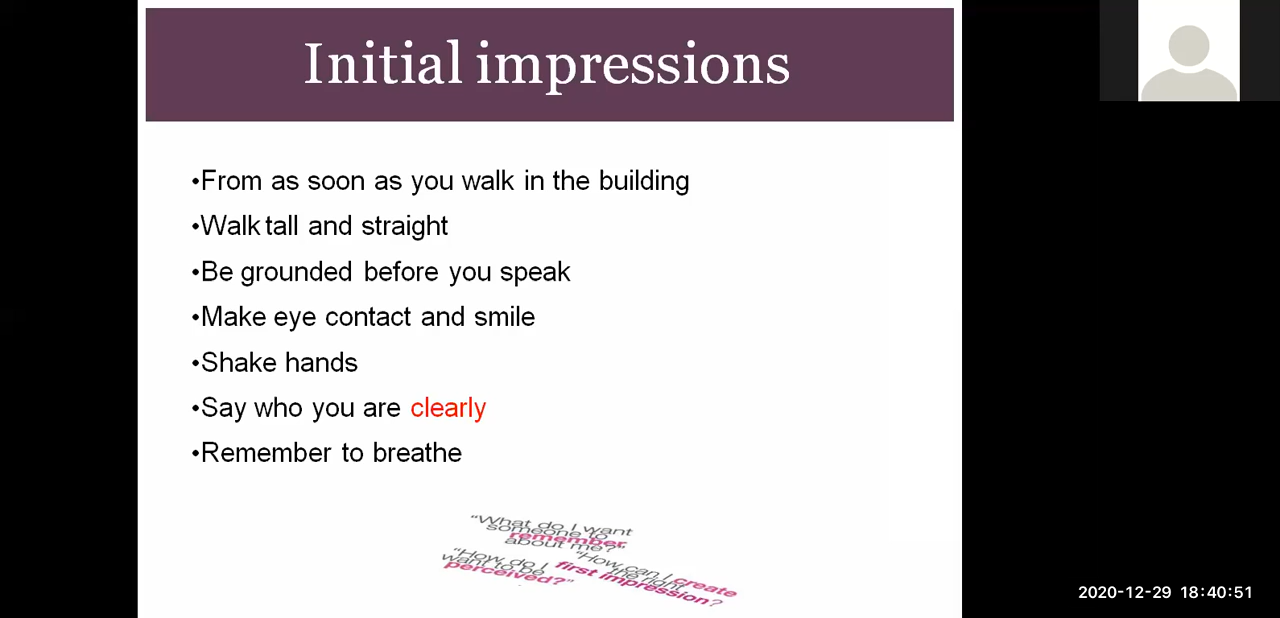 Initial impressions
•From as soon as you walk in the building
•Walk tall and straight
•Be grounded before you speak
•Make eye contact and smile
•Shake hands
•Say who you are clearly
•Remember to breathe
"What do I want
someone to
remember
about me?"
"How do I
want to be
perceived?"
"How can I create
the right
first impression?
2020-12-29 18:40:51